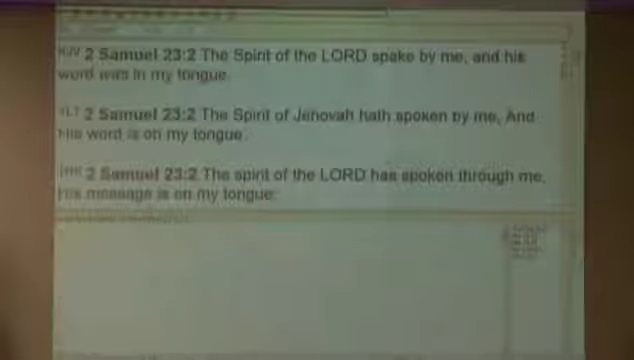 KJV 2 Samuel 23:2 The Spirit of the LORD spake by me, and his
word was in my tongue.
YLT 2 Samuel 23:2 The Spirit of Jehovah hath spoken by me, And
His word is on my tongue.
2 Samuel 23:2 The spirit of the LORD has spoken through me,
His message is on my tongue;